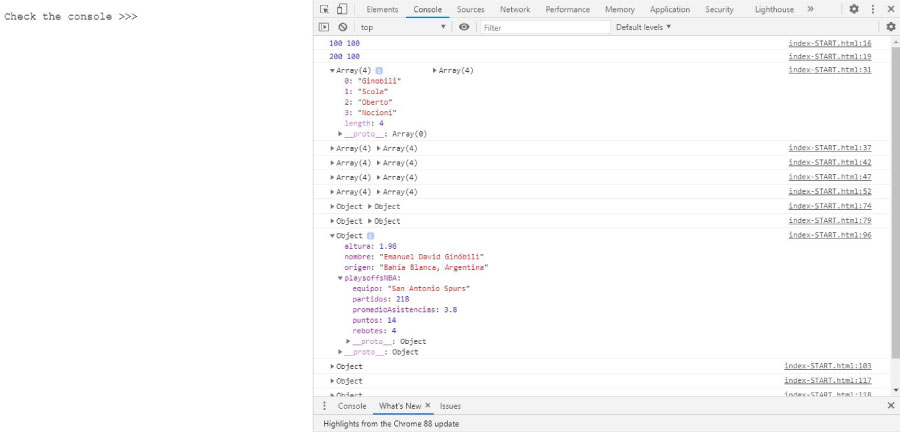 Check the console >>>
Elements Console Sources Network Performance Memory Application Security Lighthouse »
top Filter Default levels
100 100 index-START.html:16
200 100 index-START.html:19
Array(4) i Array(4) index-START.html:31
0: "Ginobili"
1: "Scola"
2: "Oberto"
3: "Nocioni"
length: 4
__proto__: Array(0)
Array(4) Array(4) index-START.html:37
Array(4) Array(4) index-START.html:42
Array(4) Array(4) index-START.html:47
Array(4) Array(4) index-START.html:52
Object Object index-START.html:74
Object Object index-START.html:79
Object i index-START.html:96
altura: 1.98
nombre: "Emanuel David Ginóbili"
origen: "Bahía Blanca, Argentina"
playsoffsNBA:
equipo: "San Antonio Spurs"
partidos: 218
promedioAsistencias: 3.8
puntos: 14
rebotes: 4
__proto__: Object
__proto__: Object
Object index-START.html:103
Object index-START.html:117
Object index-START.html:118
Console What's New × Issues
Highlights from the Chrome 88 update